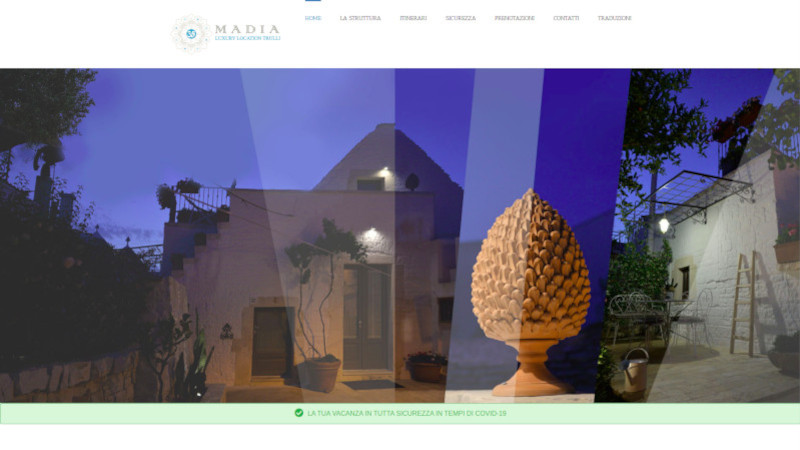 MADIA
LUXURY LOCATION TRULLI
HOME LA STRUTTURA ITINERARI SICUREZZA PRENOTAZIONE CONTATTI TRADUZIONI
LA TUA VACANZA IN TUTTA SICUREZZA IN TEMPI DI COVID-19